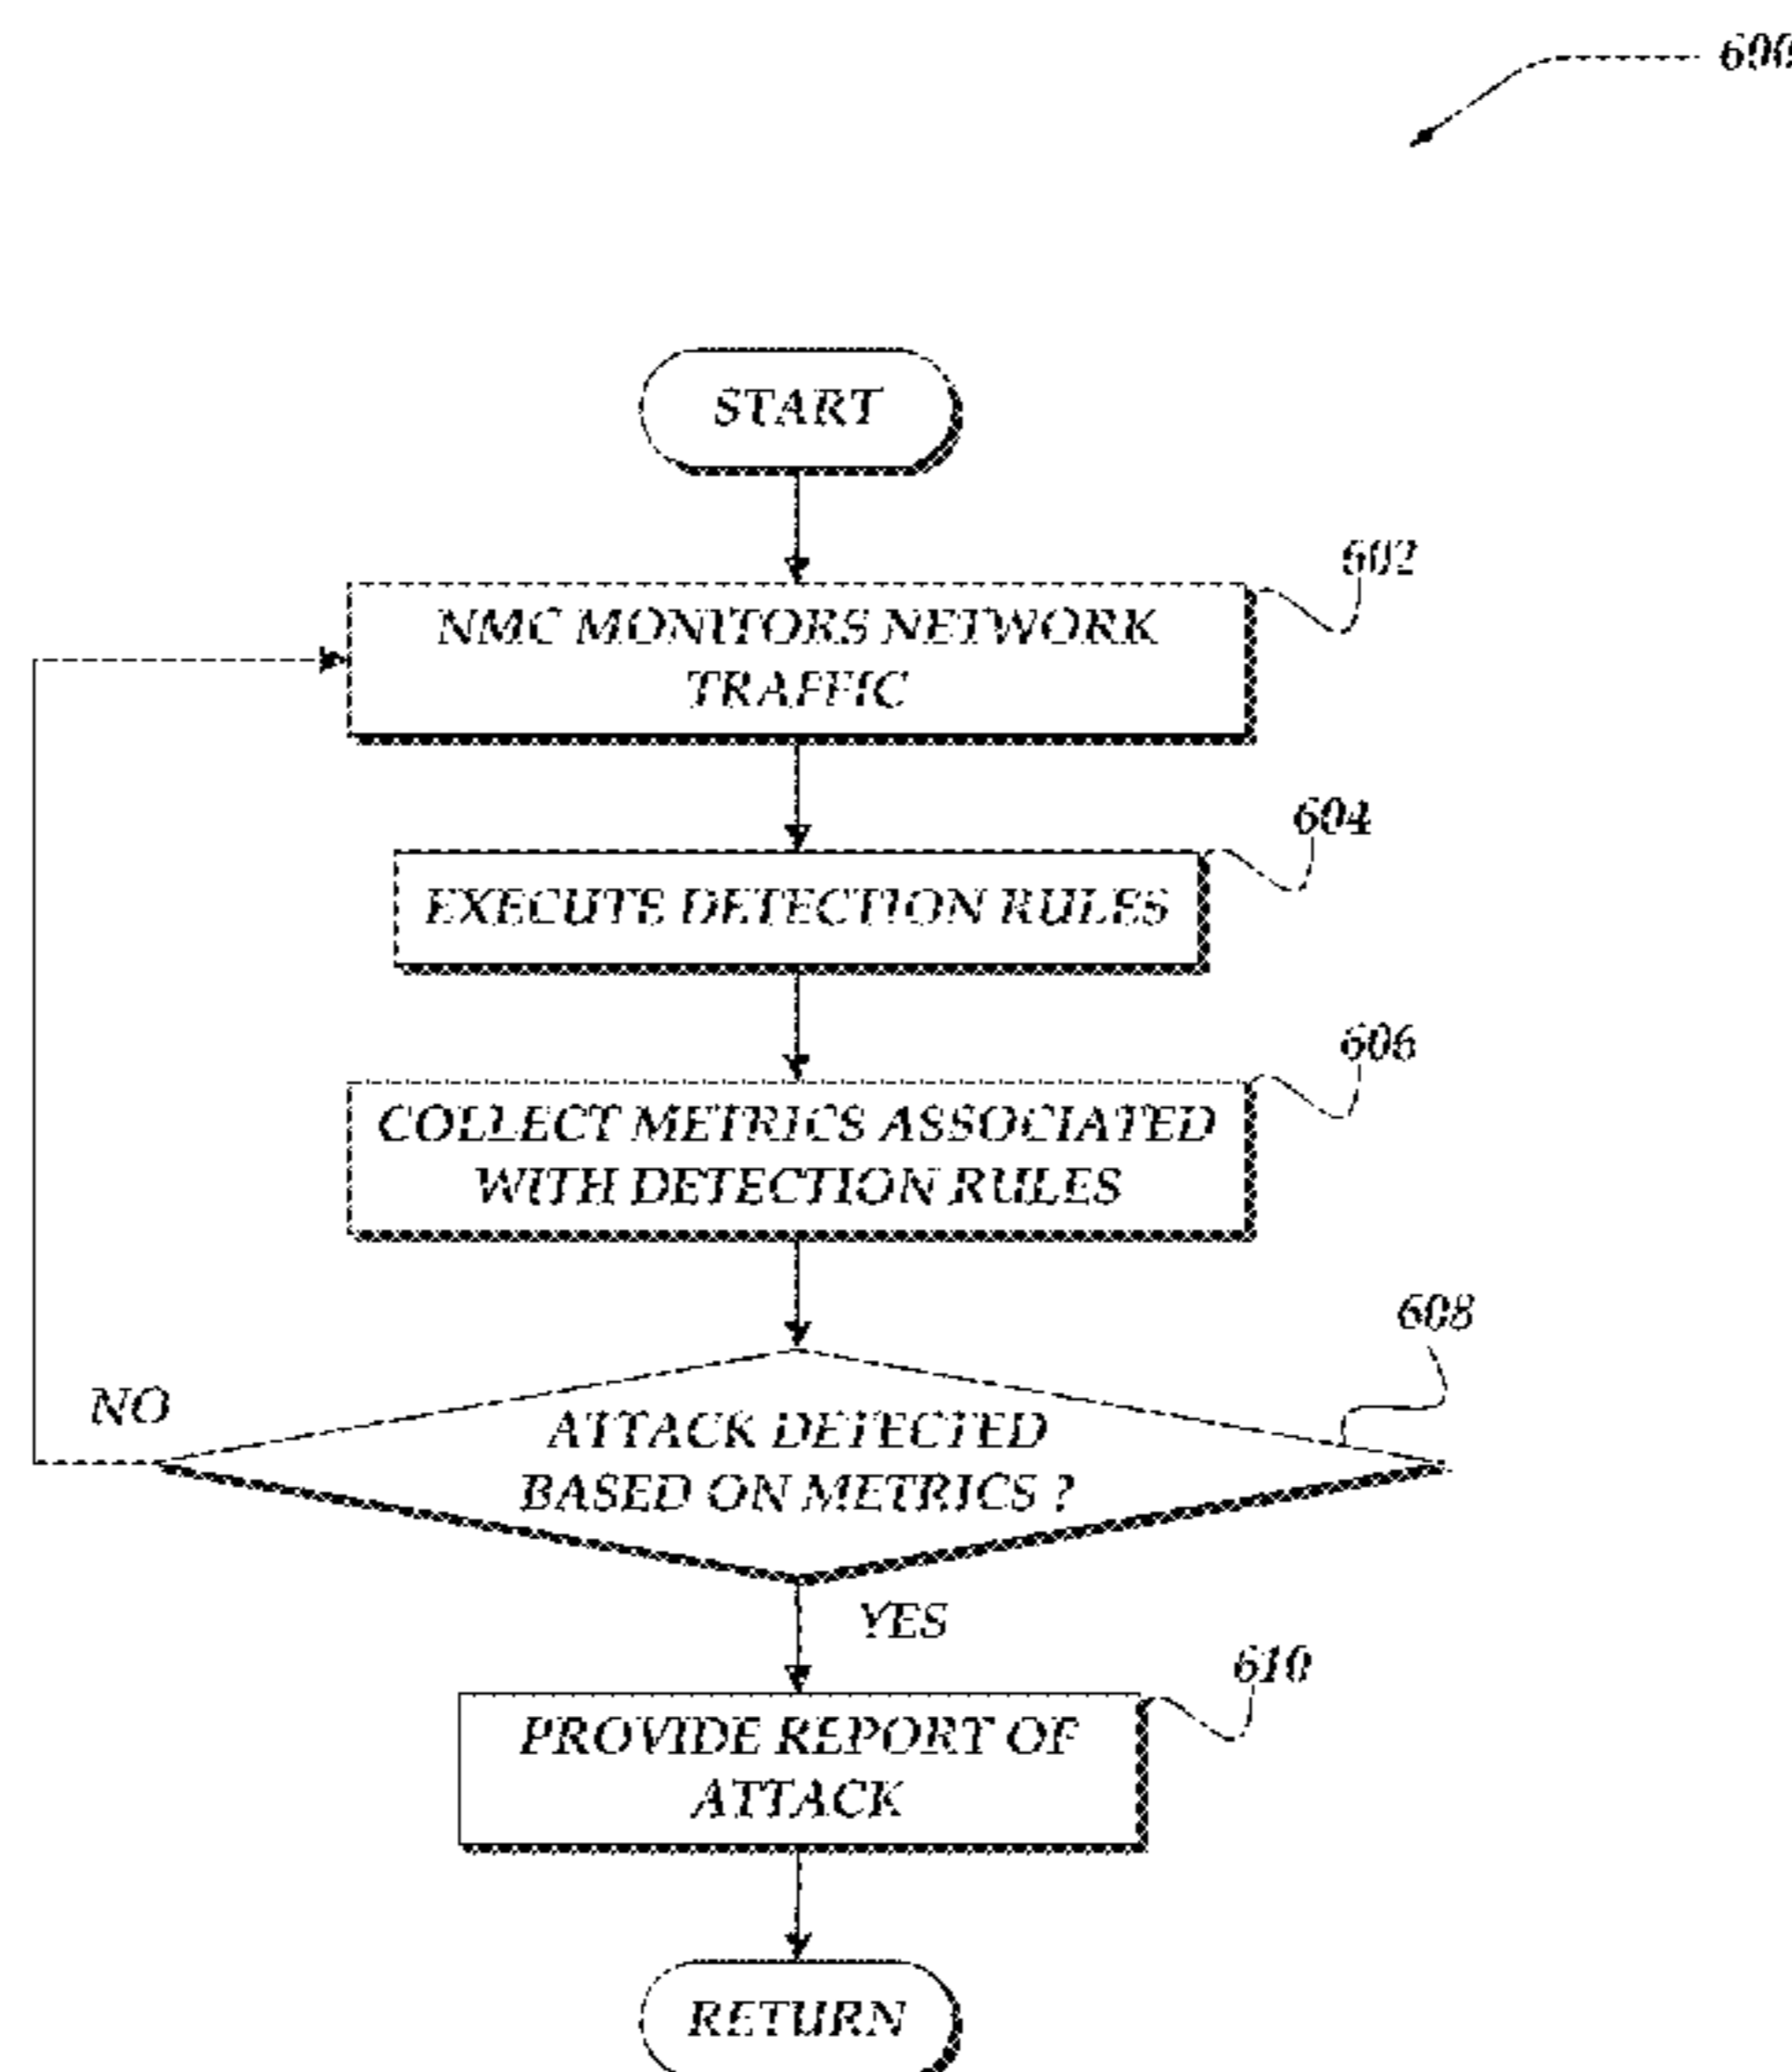 600
START
602
NMC MONITORS NETWORK
TRAFFIC
604
EXECUTE DETECTION RULES
606
COLLECT METRICS ASSOCIATED
WITH DETECTION RULES
608
NO
ATTACK DETECTED
BASED ON METRICS ?
YES
610
PROVIDE REPORT OF
ATTACK
RETURN